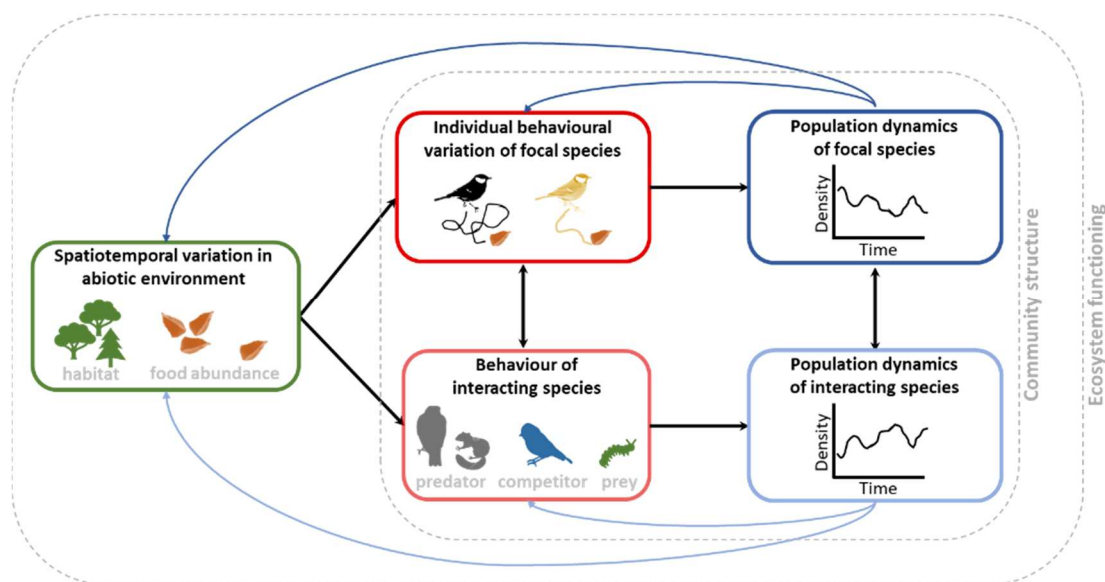 Individual behavioural
variation of focal species
Population dynamics
of focal species
Density
Time
Spatiotemporal variation in
abiotic environment
habitat
food abundance
Behaviour of
interacting species
predator
competitor
prey
Population dynamics
of interacting species
Density
Time
Community structure
Ecosystem functioning